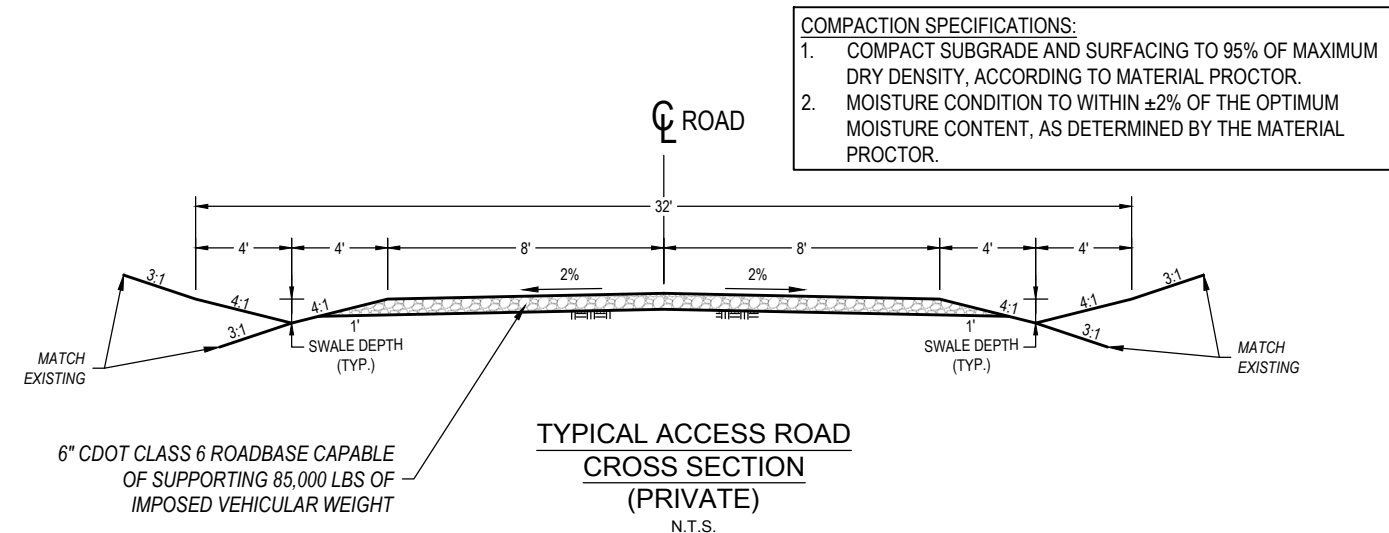 COMPACTION SPECIFICATIONS:
1. COMPACT SUBGRADE AND SURFACING TO 95% OF MAXIMUM
DRY DENSITY, ACCORDING TO MATERIAL PROCTOR.
2. MOISTURE CONDITION TO WITHIN ±2% OF THE OPTIMUM
MOISTURE CONTENT, AS DETERMINED BY THE MATERIAL
PROCTOR.
℄ ROAD
32'
4' 4' 8' 8' 4' 4'
2% 2%
3:1 4:1 4:1 4:1 4:1 3:1
3:1 1' 1' 3:1
SWALE DEPTH
(TYP.)
SWALE DEPTH
(TYP.)
MATCH
EXISTING
MATCH
EXISTING
6" CDOT CLASS 6 ROADBASE CAPABLE
OF SUPPORTING 85,000 LBS OF
IMPOSED VEHICULAR WEIGHT
TYPICAL ACCESS ROAD
CROSS SECTION
(PRIVATE)
N.T.S.